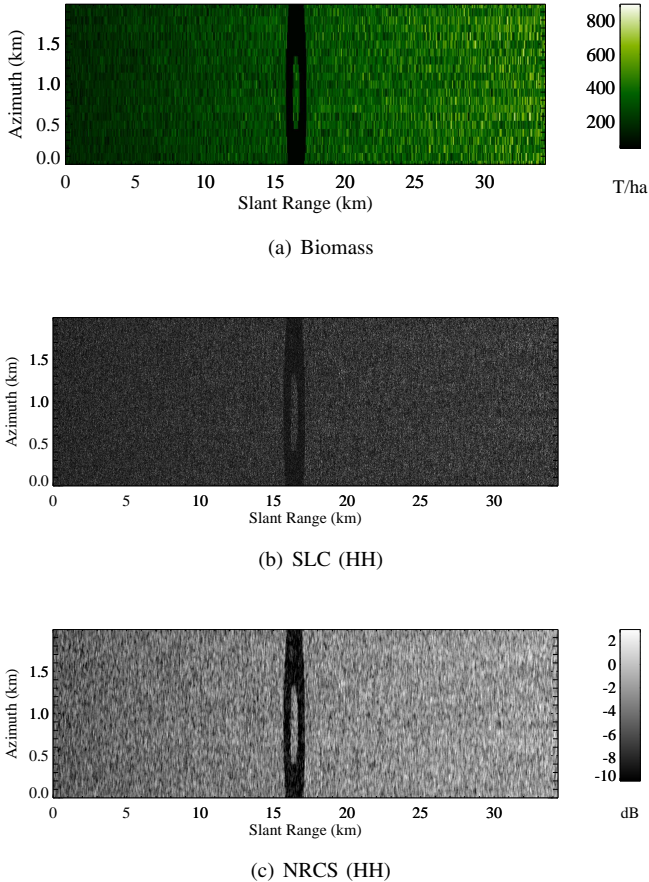 800
600
400
200
T/ha
Azimuth (km)
1.5
1.0
0.5
0.0
0 5 10 15 20 25 30
Slant Range (km)
(a) Biomass
Azimuth (km)
1.5
1.0
0.5
0.0
0 5 10 15 20 25 30
Slant Range (km)
(b) SLC (HH)
Azimuth (km)
1.5
1.0
0.5
0.0
0 5 10 15 20 25 30
Slant Range (km)
2
0
-2
-4
-6
-8
-10
dB
(c) NRCS (HH)